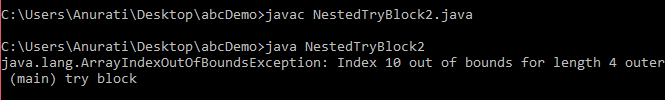 C:\Users\Anurati\Desktop\abcDemo>javac NestedTryBlock2.java
C:\Users\Anurati\Desktop\abcDemo>java NestedTryBlock2
java.lang.ArrayIndexOutOfBoundsException: Index 10 out of bounds for length 4 outer
 (main) try block